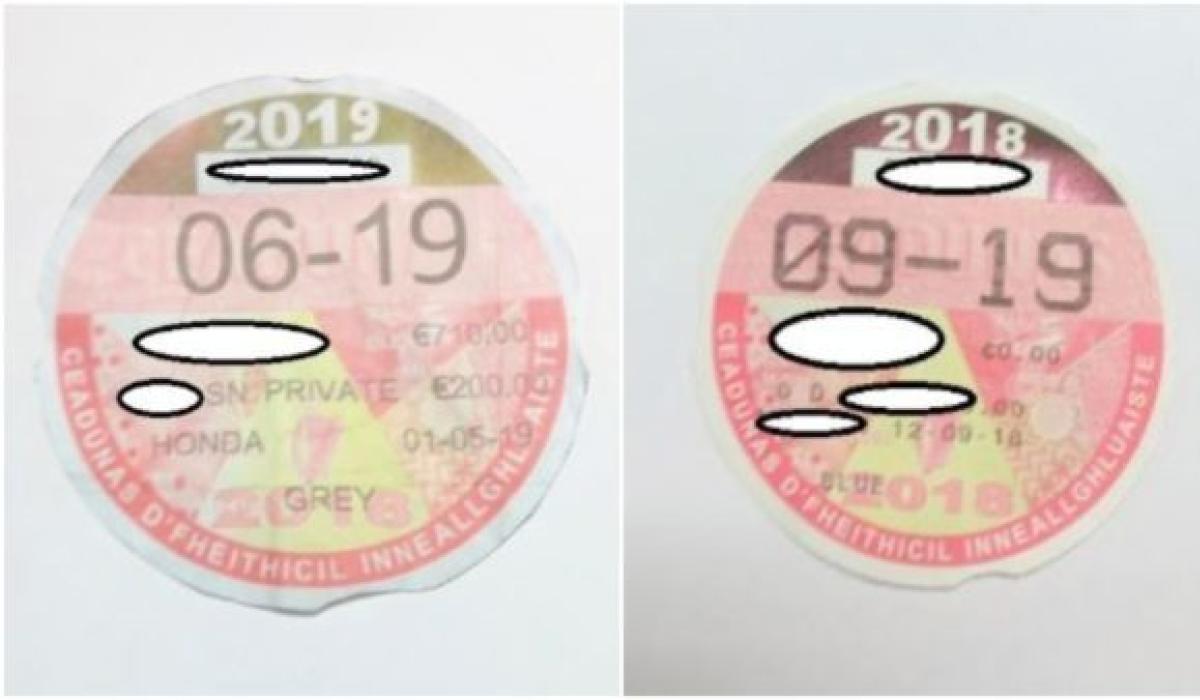 2019
06-19
€710.00
SN PRIVATE €200.00
HONDA 01-05-19
GREY
2018
CEADUNAS D'FHEITHICIL INNEALLGHLUAISTE
2018
09-19
€0.00
.00
12-09-18
BLUE
2018
CEADUNAS D'FHEITHICIL INNEALLGHLUAISTE